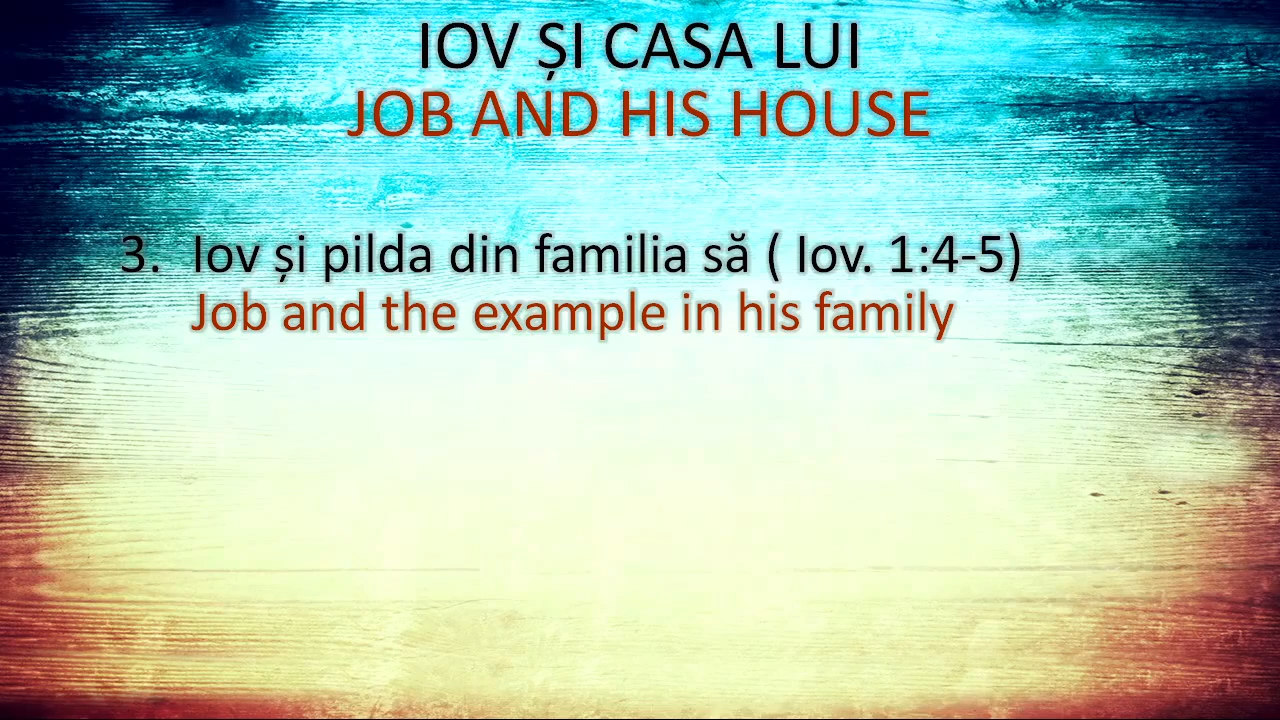 IOV ȘI CASA LUI
JOB AND HIS HOUSE
3. Iov și pilda din familia să ( Iov. 1:4-5)
Job and the example in his family